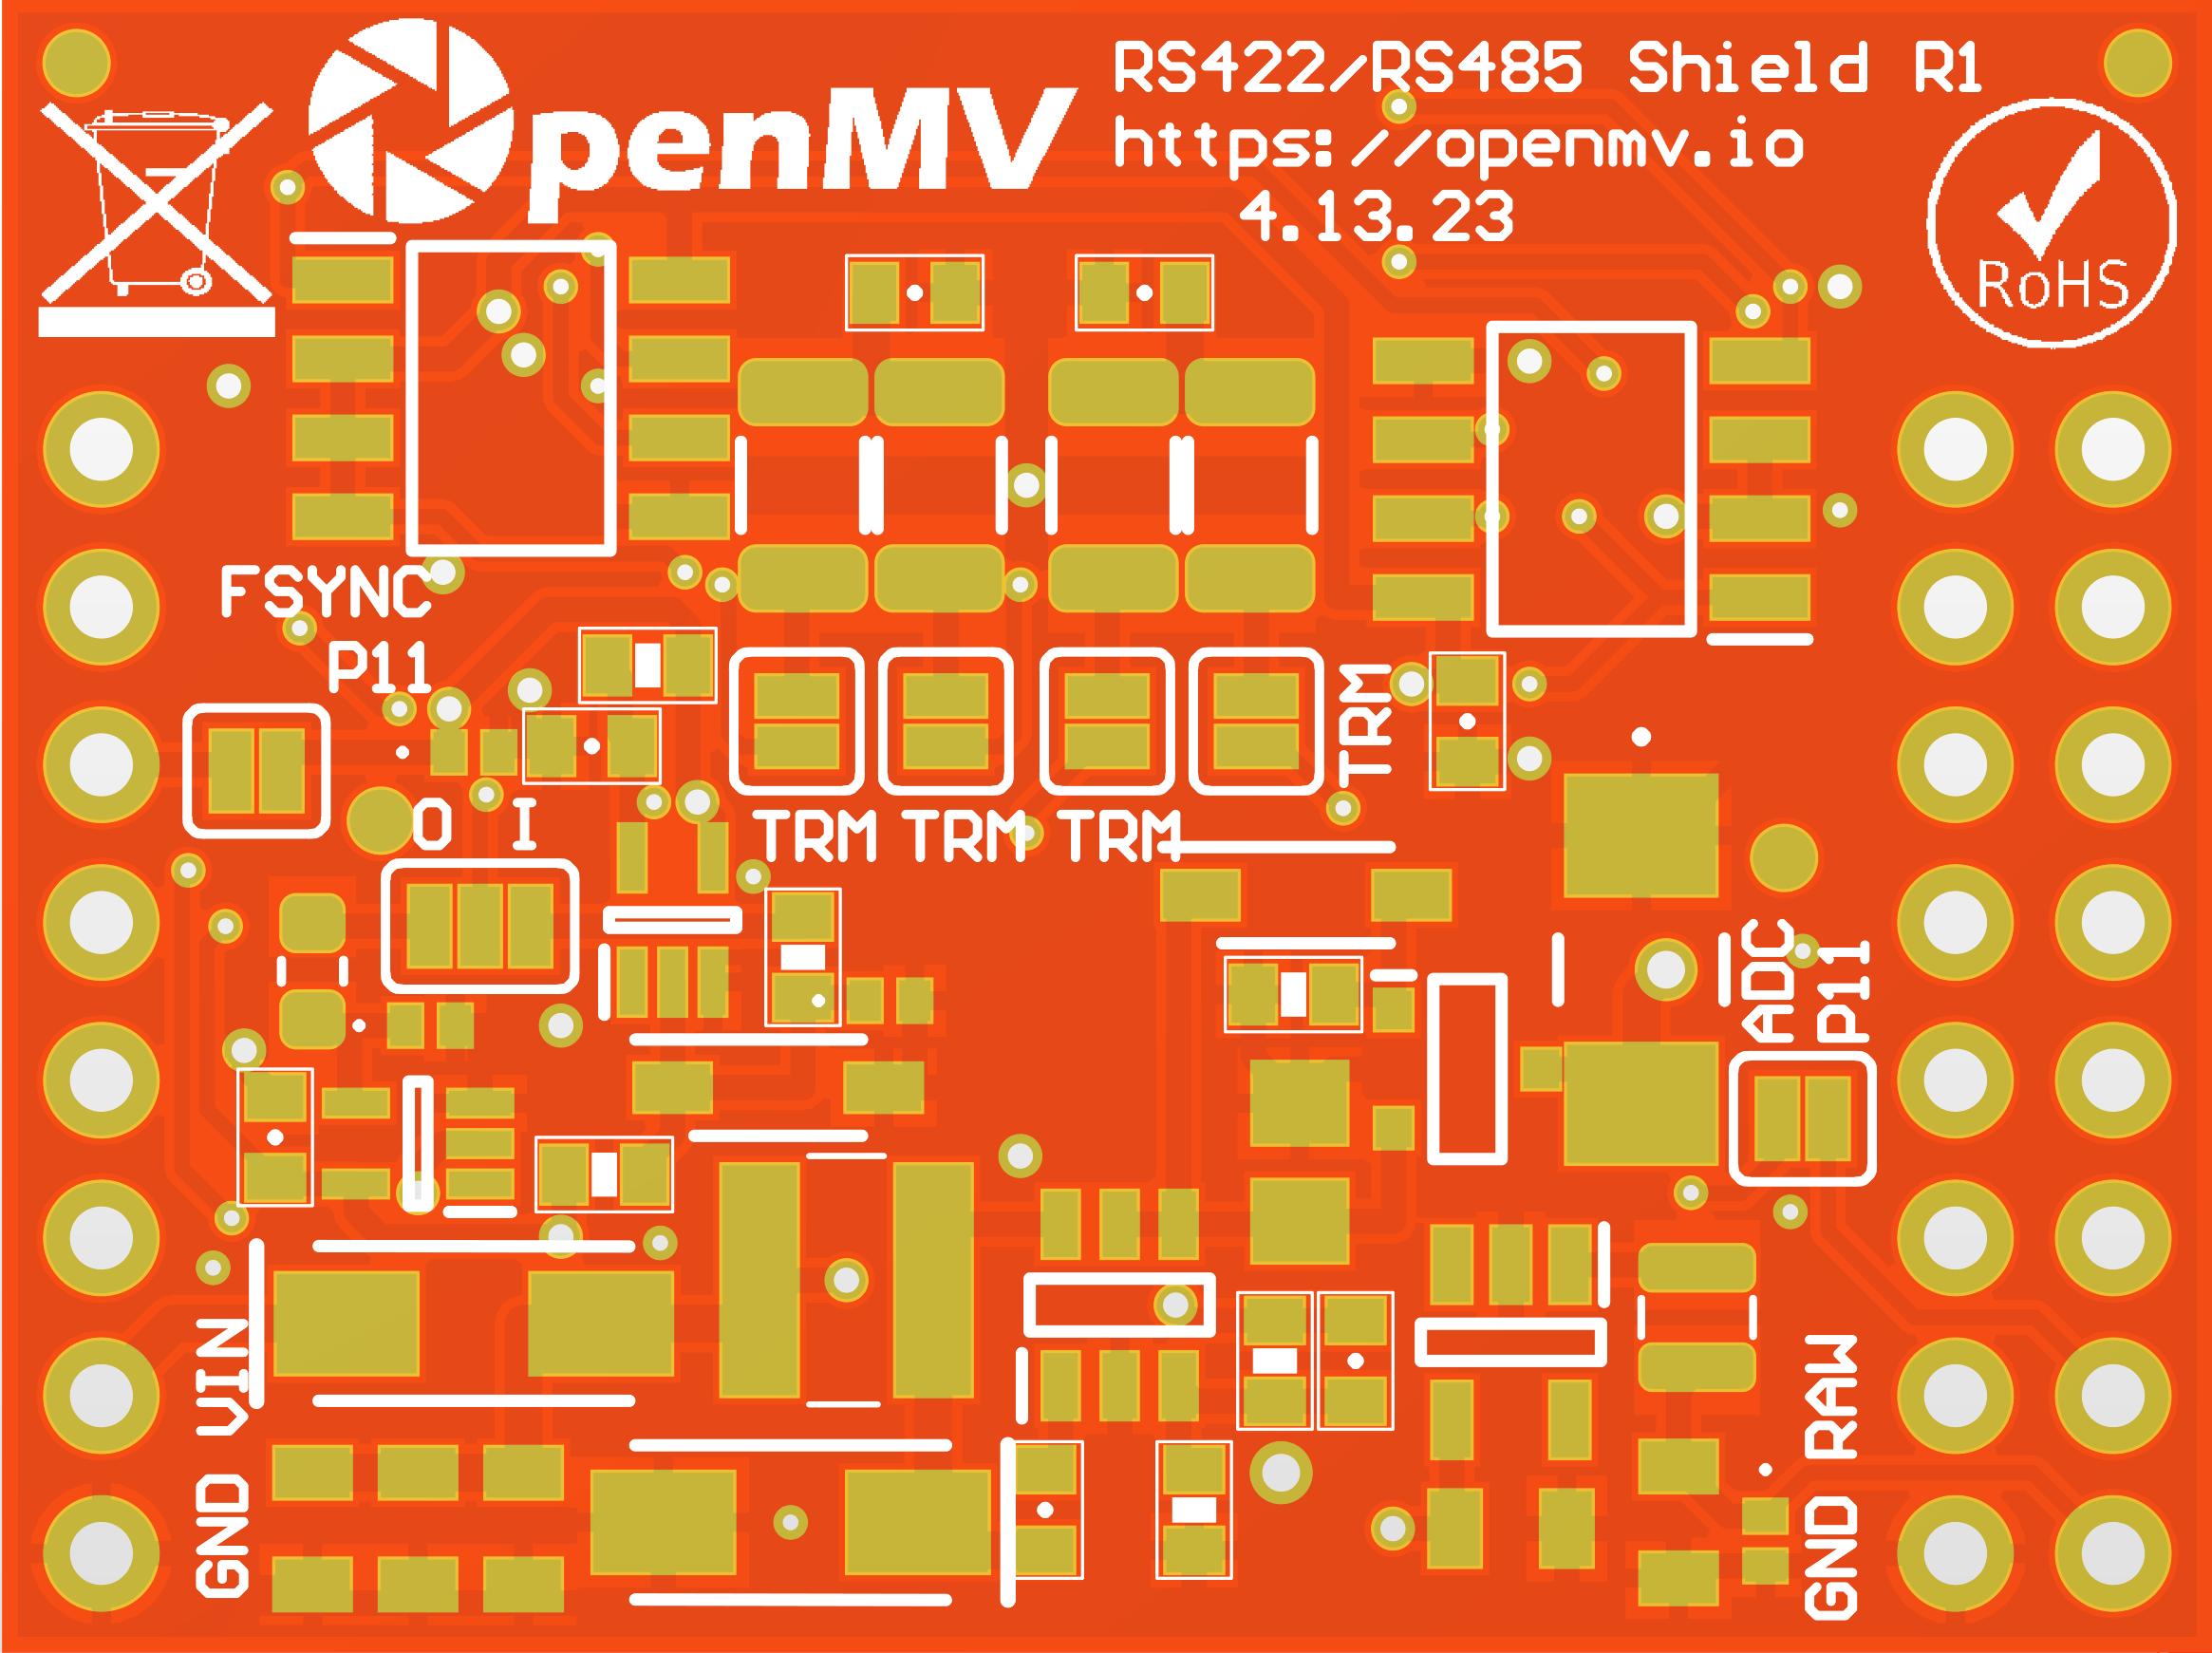 OpenMV
RS422/RS485 Shield R1
https://openmv.io
4.13.23
RoHS
FSYNC
P11
TRM
O I
TRM TRM TRM
ADC
P11
VIN
GND
RAW
GND